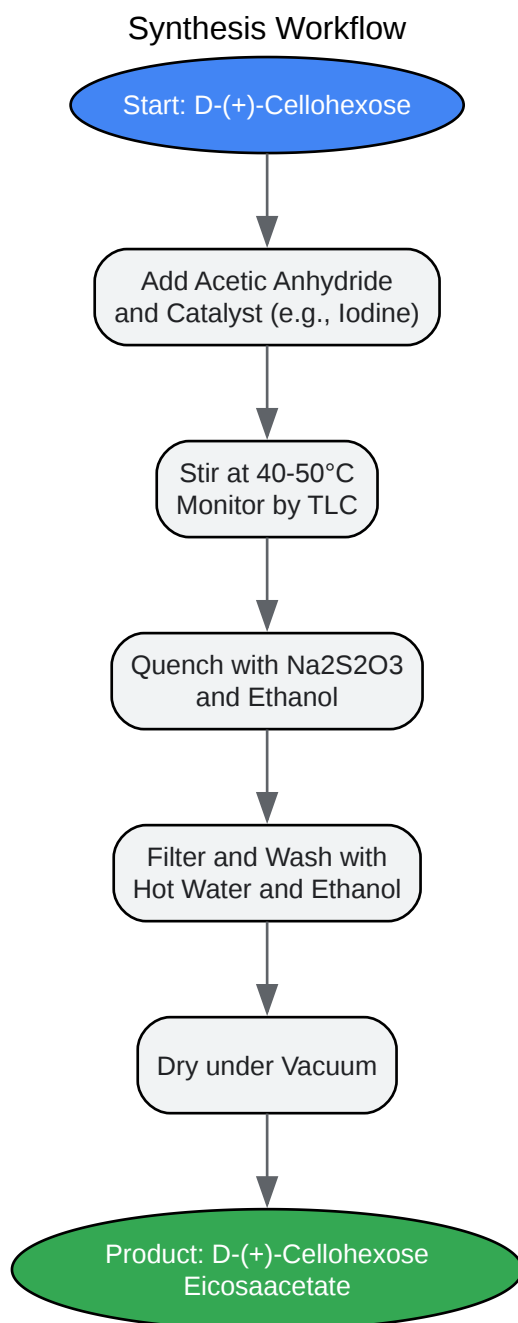 Synthesis Workflow
Start: D-(+)-Cellohexose
Add Acetic Anhydride
and Catalyst (e.g., Iodine)
Stir at 40-50°C
Monitor by TLC
Quench with Na2S2O3
and Ethanol
Filter and Wash with
Hot Water and Ethanol
Dry under Vacuum
Product: D-(+)-Cellohexose
Eicosaacetate